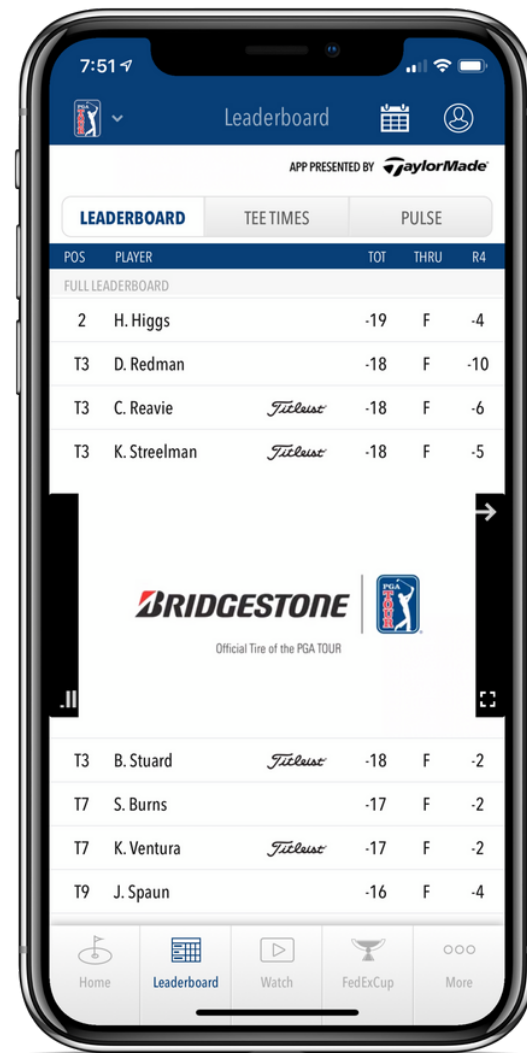 7:51
PGA TOUR
Leaderboard
APP PRESENTED BY TaylorMade
LEADERBOARD TEE TIMES PULSE
POS PLAYER TOT THRU R4
FULL LEADERBOARD
2 H. Higgs -19 F -4
T3 D. Redman -18 F -10
T3 C. Reavie Titleist -18 F -6
T3 K. Streelman Titleist -18 F -5
BRIDGESTONE PGA TOUR
Official Tire of the PGA TOUR
T3 B. Stuard Titleist -18 F -2
T7 S. Burns -17 F -2
T7 K. Ventura Titleist -17 F -2
T9 J. Spaun -16 F -4
Home Leaderboard Watch FedExCup More